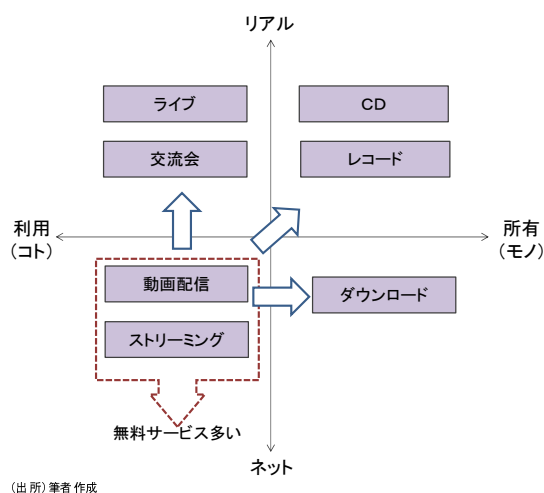 リアル
ライブ
CD
交流会
レコード
利用
（コト）
所有
（モノ）
動画配信
ダウンロード
ストリーミング
無料サービス多い
ネット
（出所）筆者作成